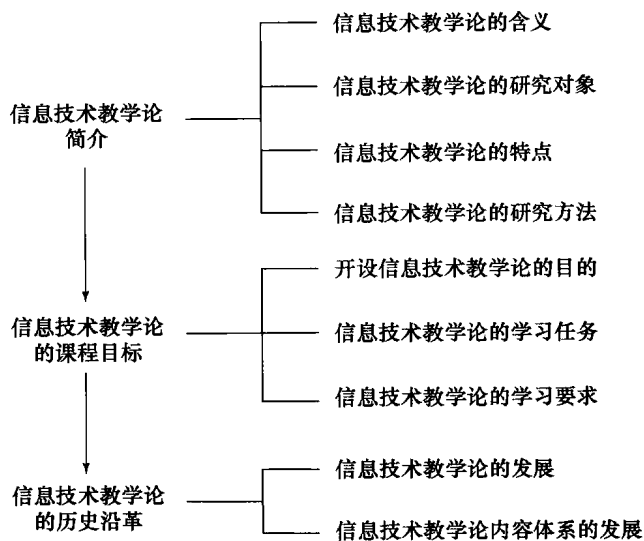 信息技术教学论
简介
信息技术教学论的含义
信息技术教学论的研究对象
信息技术教学论的特点
信息技术教学论的研究方法
信息技术教学论
的课程目标
开设信息技术教学论的目的
信息技术教学论的学习任务
信息技术教学论的学习要求
信息技术教学论
的历史沿革
信息技术教学论的发展
信息技术教学论内容体系的发展